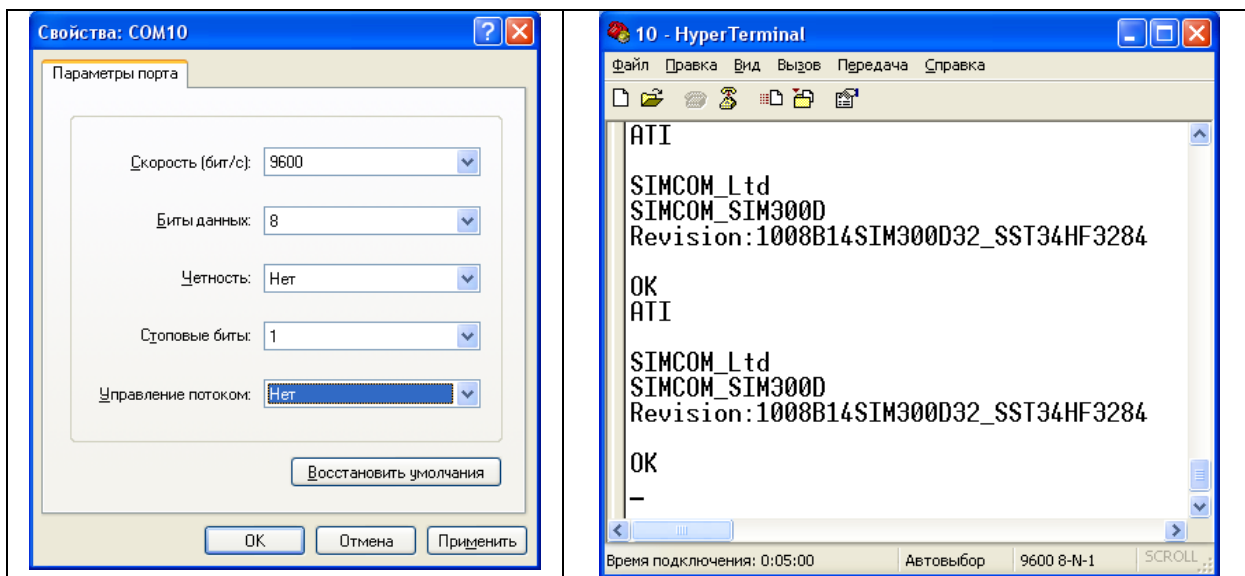 Свойства: COM10
Параметры порта
Скорость (бит/с): 9600
Биты данных: 8
Четность: Нет
Стоповые биты: 1
Управление потоком: Нет
Восстановить умолчания
ОК Отмена Применить
10 - HyperTerminal
Файл Правка Вид Вызов Передача Справка
ATI
SIMCOM_Ltd
SIMCOM_SIM300D
Revision:1008B14SIM300D32_SST34HF3284
OK
ATI
SIMCOM_Ltd
SIMCOM_SIM300D
Revision:1008B14SIM300D32_SST34HF3284
OK
Время подключения: 0:05:00 Автовыбор 9600 8-N-1 SCROLL